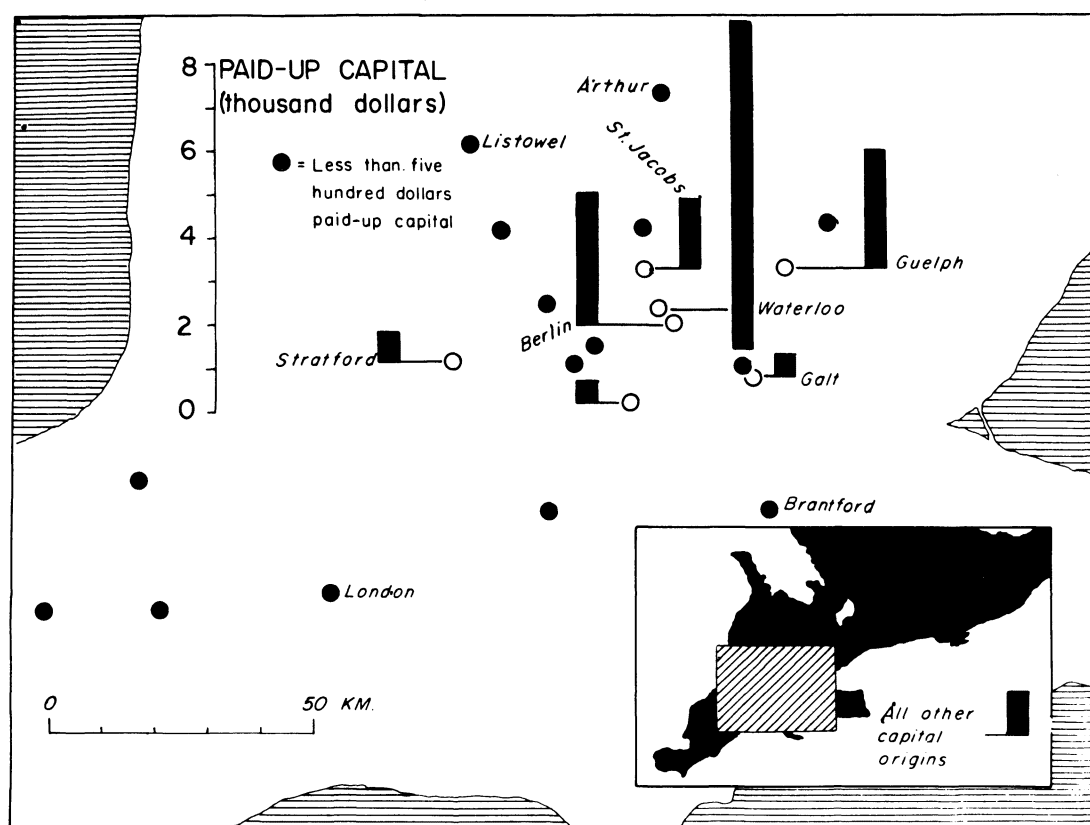 8 PAID-UP CAPITAL
(thousand dollars)
Arthur
6
Listowel
St. Jacobs
= Less than five
hundred dollars
paid-up capital
4
Guelph
Waterloo
2
Berlin
Stratford
Galt
0
Brantford
London
0 50 KM.
All other
capital
origins